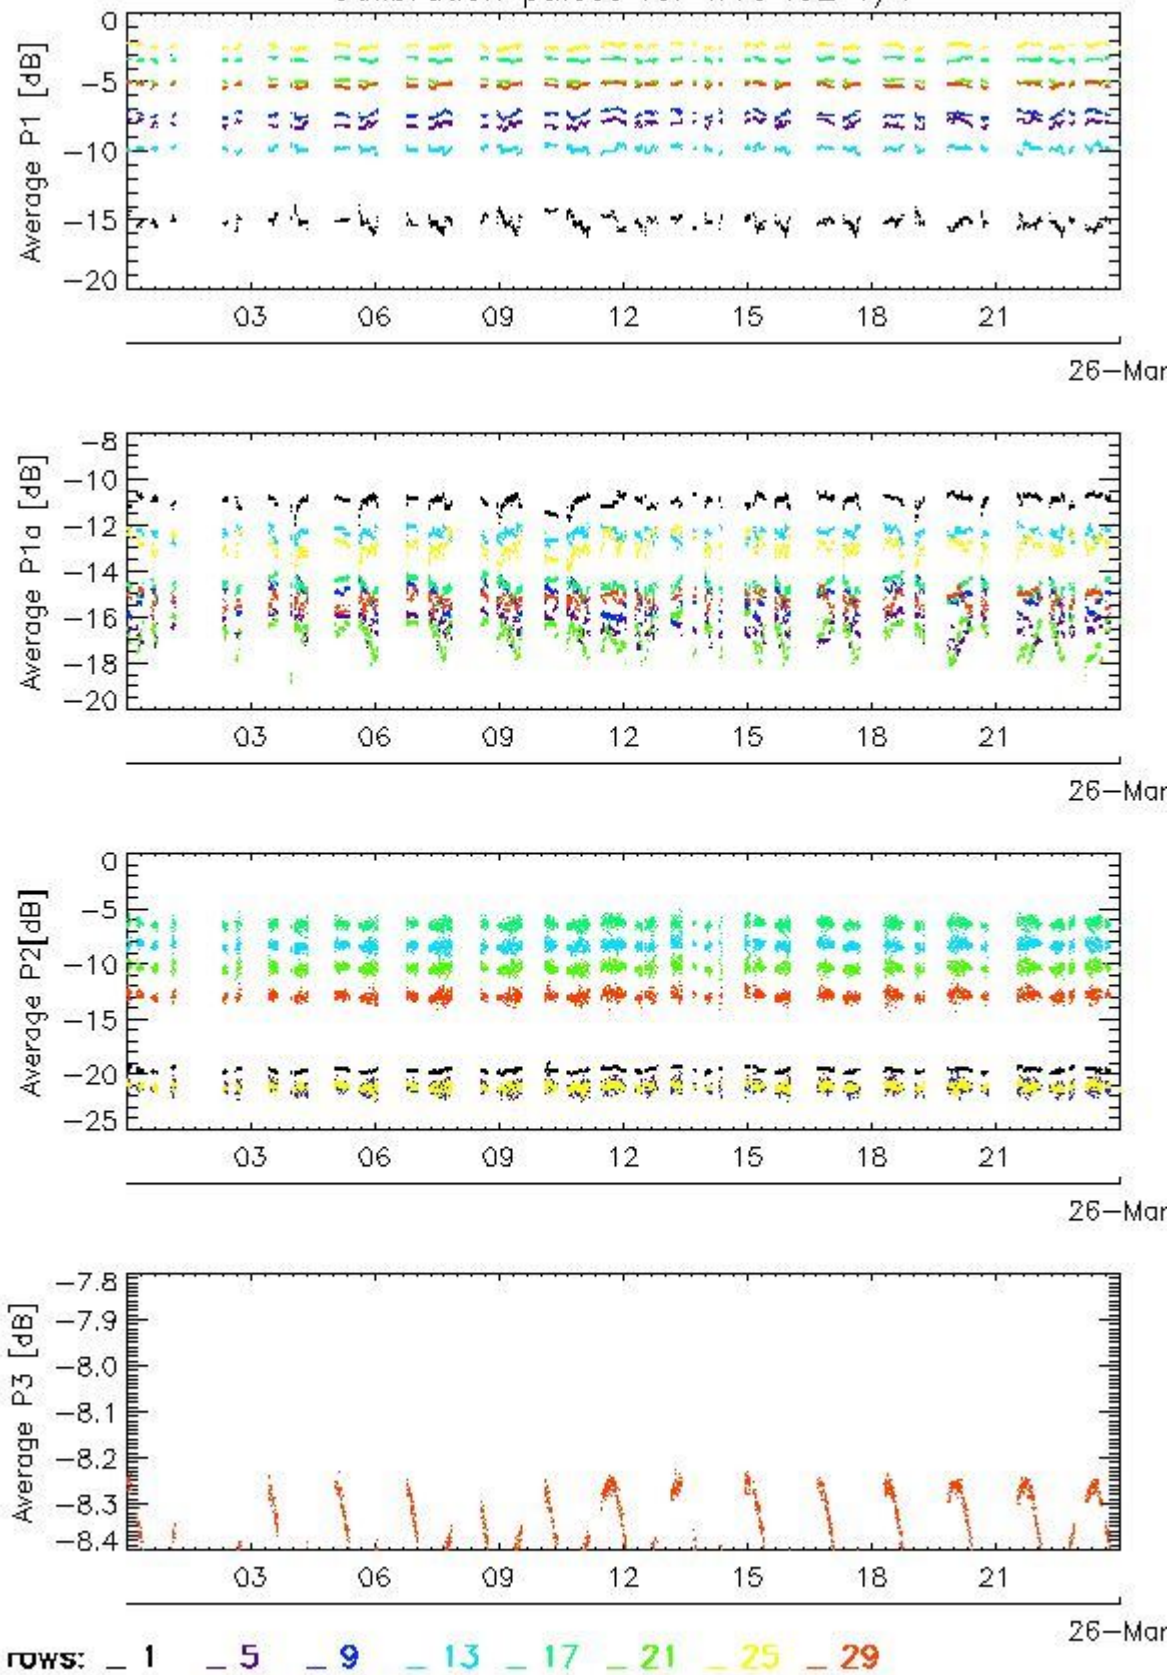 0
−5
−10
−15
−20
Average P1 [dB]
03 06 09 12 15 18 21
26−Mar
−8
−10
−12
−14
−16
−18
−20
Average P1a [dB]
03 06 09 12 15 18 21
26−Mar
0
−5
−10
−15
−20
−25
Average P2[dB]
03 06 09 12 15 18 21
26−Mar
−7.8
−7.9
−8.0
−8.1
−8.2
−8.3
−8.4
Average P3 [dB]
03 06 09 12 15 18 21
26−Mar
rows: _ 1 _ 5 _ 9 _ 13 _ 17 _ 21 _ 25 _ 29